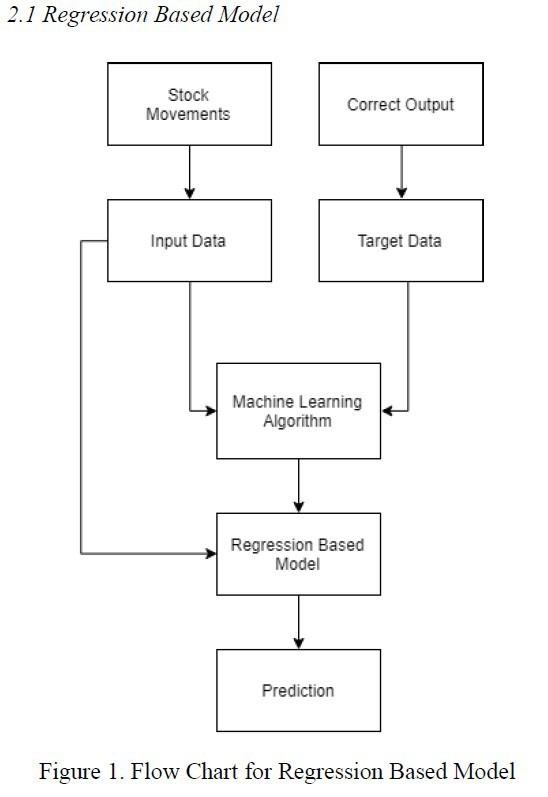 2.1 Regression Based Model
Stock
Movements
Correct Output
Input Data
Target Data
Machine Learning
Algorithm
Regression Based
Model
Prediction
Figure 1. Flow Chart for Regression Based Model